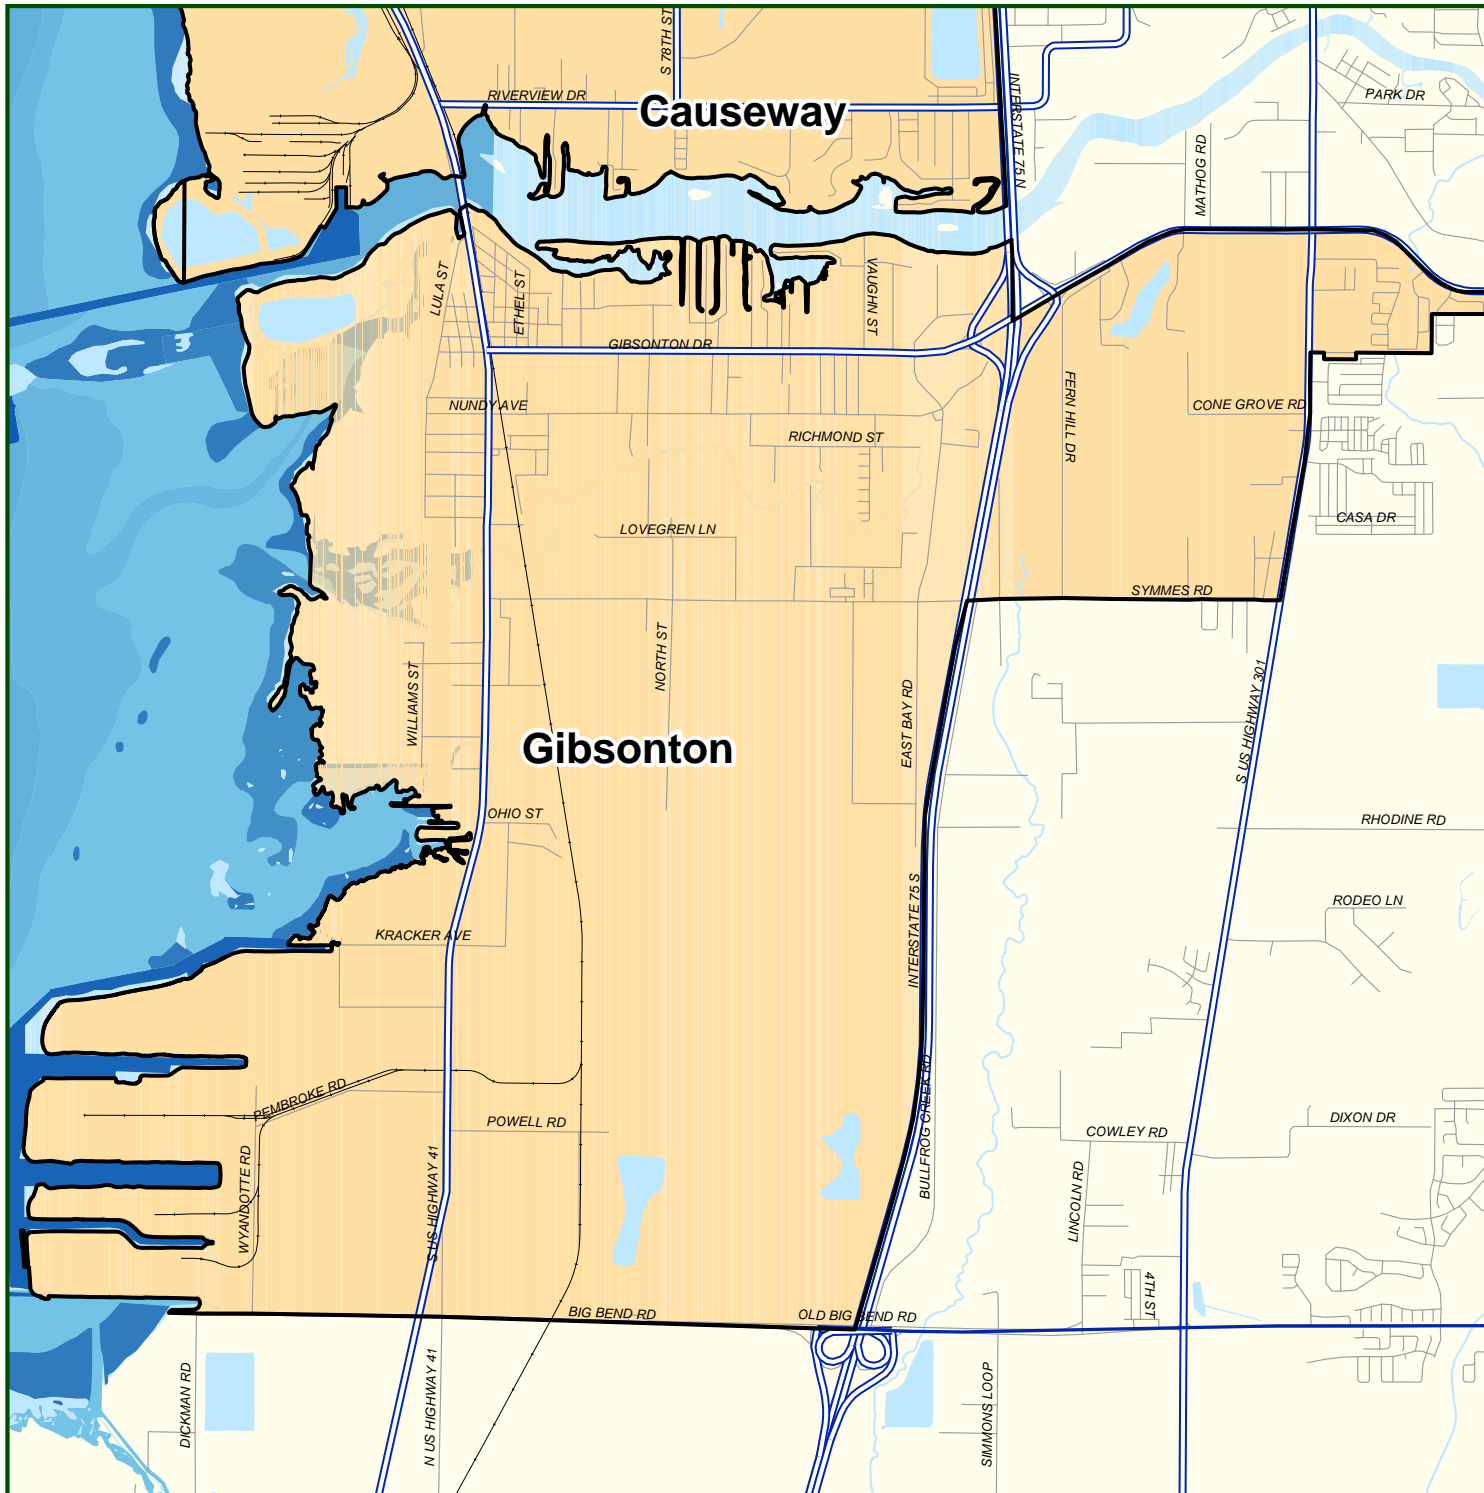 S 78TH ST
RIVERVIEW DR
Causeway
INTERSTATE 75 N
PARK DR
MATHOG RD
LULA ST
ETHEL ST
VAUGHN ST
GIBSONTON DR
NUNDY AVE
FERN HILL DR
CONE GROVE RD
RICHMOND ST
LOVEGREN LN
CASA DR
SYMMES RD
WILLIAMS ST
NORTH ST
EAST BAY RD
S US HIGHWAY 301
Gibsonton
OHIO ST
RHODINE RD
KRACKER AVE
INTERSTATE 75 S
RODEO LN
PEMBROKE RD
POWELL RD
BULLFROG CREEK RD
COWLEY RD
DIXON DR
WYANDOTTE RD
S US HIGHWAY 41
LINCOLN RD
4TH ST
BIG BEND RD
OLD BIG BEND RD
DICKMAN RD
N US HIGHWAY 41
SIMMONS LOOP